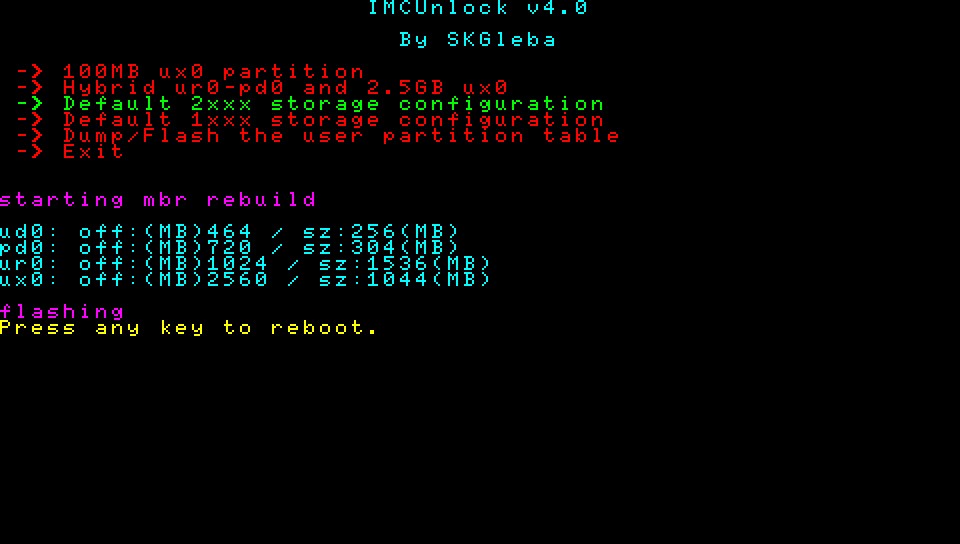 IMCUnlock v4.0
By SKGleba
-> 100MB ux0 partition
-> Hybrid ur0-pd0 and 2.5GB ux0
-> Default 2xxx storage configuration
-> Default 1xxx storage configuration
-> Dump/Flash the user partition table
-> Exit
starting mbr rebuild
ud0: off:(MB)464 / sz:256(MB)
pd0: off:(MB)720 / sz:304(MB)
ur0: off:(MB)1024 / sz:1536(MB)
ux0: off:(MB)2560 / sz:1044(MB)
flashing
Press any key to reboot.